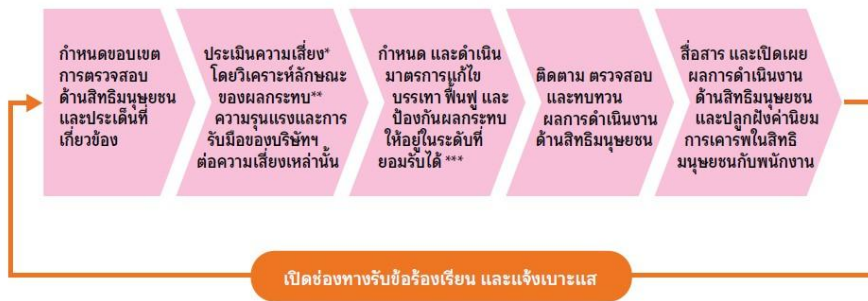 กำหนดขอบเขต
การตรวจสอบ
ด้านสิทธิมนุษยชน
และประเด็นที่
เกี่ยวข้อง
ประเมินความเสี่ยง*
โดยวิเคราะห์ลักษณะ
ของผลกระทบ**
ความรุนแรงและการ
รับมือของบริษัทฯ
ต่อความเสี่ยงเหล่านั้น
กำหนด และดำเนิน
มาตรการแก้ไข
บรรเทา ฟื้นฟู และ
ป้องกันผลกระทบ
ให้อยู่ในระดับที่
ยอมรับได้ ***
ติดตาม ตรวจสอบ
และทบทวน
ผลการดำเนินงาน
ด้านสิทธิมนุษยชน
สื่อสาร และเปิดเผย
ผลการดำเนินงาน
ด้านสิทธิมนุษยชน
และปลูกฝังค่านิยม
การเคารพในสิทธิ
มนุษยชนกับพนักงาน
เปิดช่องทางรับข้อร้องเรียน และแจ้งเบาะแส